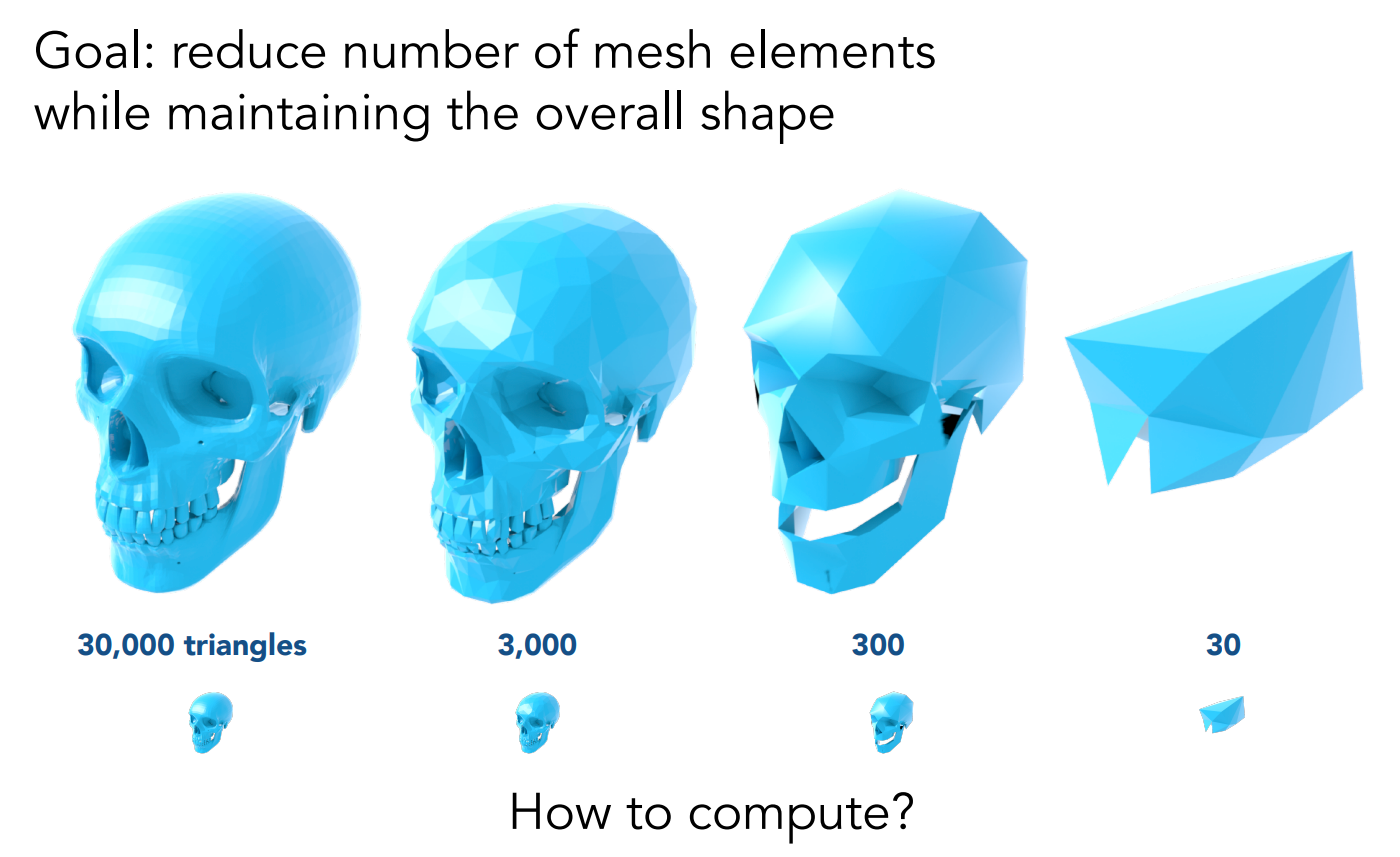 Goal: reduce number of mesh elements
while maintaining the overall shape
30,000 triangles
3,000
300
30
How to compute?